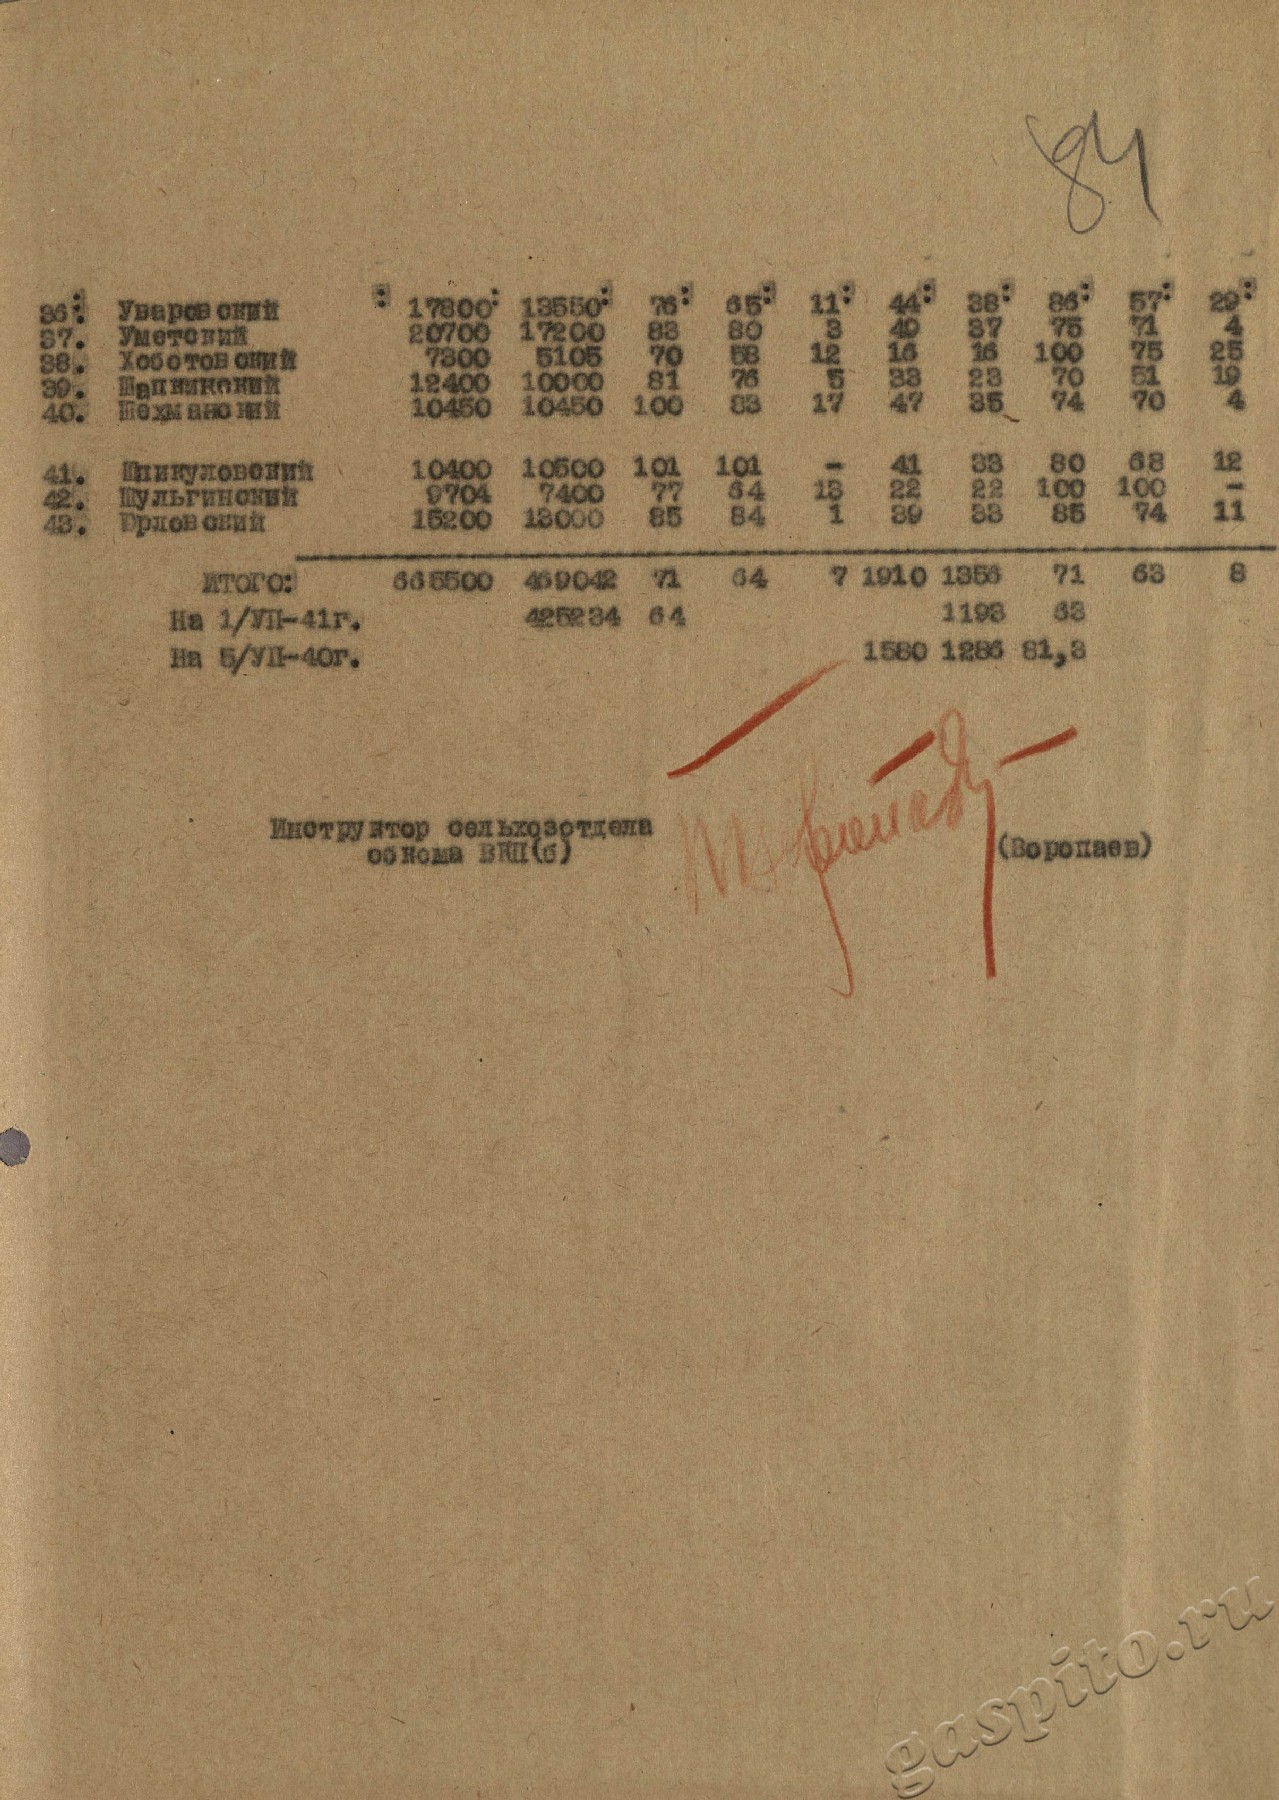 84
36. Уваровский : 17800: 13550: 76: 65: 11: 44: 38: 86: 57: 29:
37. Уметский 20700 17200 83 80 3 49 37 75 71 4
38. Хоботовский 7300 5105 70 58 12 16 16 100 75 25
39. Шапкинский 12400 10000 81 76 5 33 23 70 51 19
40. Шехманский 10450 10450 100 83 17 47 35 74 70 4
41. Шпикуловский 10400 10500 101 101 – 41 33 80 68 12
42. Шульгинский 9704 7400 77 64 13 22 22 100 100 –
43. Юрловский 15200 13000 85 84 1 39 33 85 74 11
ИТОГО: 665500 469042 71 64 7 1910 1356 71 63 8
На 1/УП-41г. 425234 64 1193 63
На 5/УП-40г. 1580 1286 81,3
Инструктор сельхозотдела
обкома ВКП(б) (Воропаев)
gaspito.ru